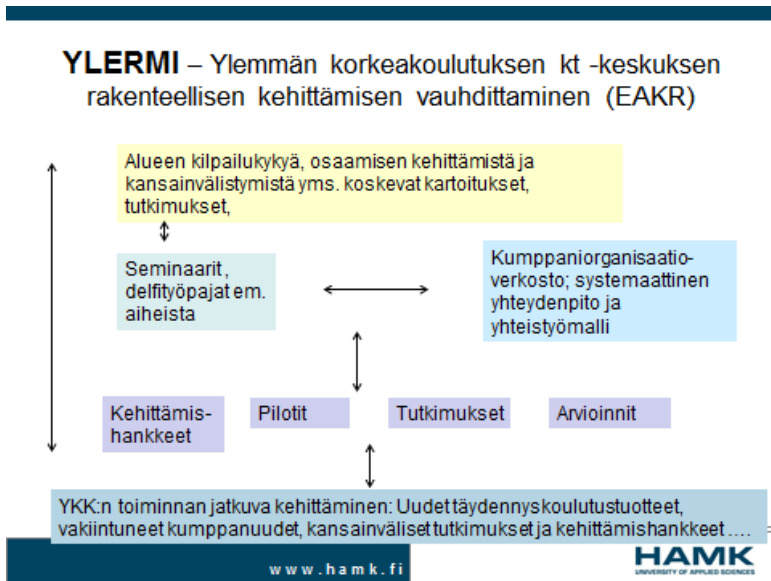 YLERMI – Ylemmän korkeakoulutuksen kt -keskuksen
rakenteellisen kehittämisen vauhdittaminen (EAKR)
Alueen kilpailukykyä, osaamisen kehittämistä ja
kansainvälistymistä yms. koskevat kartoitukset,
tutkimukset,
Seminaarit,
delfityöpajat em.
aiheista
Kumppaniorganisaatio-
verkosto; systemaattinen
yhteydenpito ja
yhteistyömalli
Kehittämis-
hankkeet
Pilotit
Tutkimukset
Arvioinnit
YKK:n toiminnan jatkuva kehittäminen: Uudet täydennyskoulutustuotteet,
vakiintuneet kumppanuudet, kansainväliset tutkimukset ja kehittämishankkeet ….
www.hamk.fi
HAMK
UNIVERSITY OF APPLIED SCIENCES